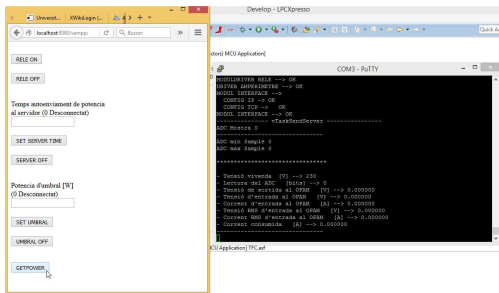 Develop - LPCXpresso
Universit...
XWikiLogin (...
localhost:8080/samppi
Buscar
Quick A
RELE ON
RELE OFF
Temps autoenviament de potencia
al servidor (0 Desconnectat)
SET SERVER TIME
SERVER OFF
Potencia d'umbral [W]
(0 Desconnectat)
SET UMBRAL
UMBRAL OFF
GETPOWER
MCU Application]
COM3 - PuTTY
MODULDRIVER RELE --> OK
DRIVER AMPERIMETRE --> OK
MODUL INTERFACE -->
CONFIG IP -> OK
CONFIG TCP -> OK
MODUL INTERFACE --> OK
---------------- vTaskSendServer ----------------
ADC Mostra 0
--------------------------------
ADC min Sample 0
ADC max Sample 0
********************************
- Tensió vivenda [V] --> 230
- Lectura del ADC [bits] --> 0
- Tensió de sortida al OPAM [V] --> 0.000000
- Tensió d'entrada al OPAM [V] --> 0.000000
- Corrent d'entrada al OPAM [A] --> 0.000000
- Tensió RMS d'entrada al OPAM [V] --> 0.000000
- Corrent RMS d'entrada al OPAM [A] --> 0.000000
- Corrent consumida [A] --> 0.000000
MCU Application] TFC.axf